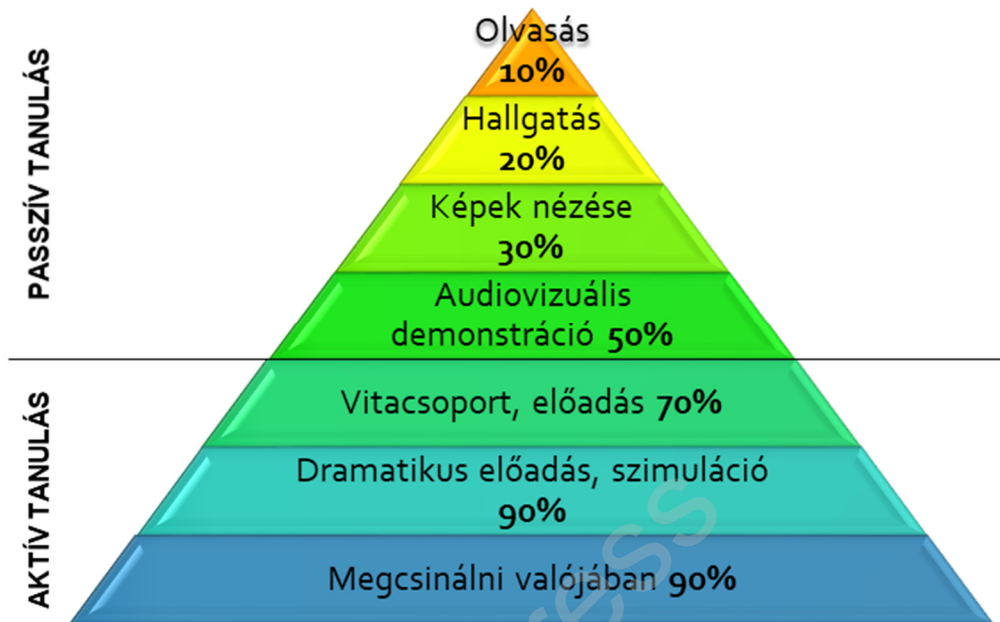 PASSZÍV TANULÁS
Olvasás
10%
Hallgatás
20%
Képek nézése
30%
Audiovizuális
demonstráció 50%
AKTÍV TANULÁS
Vitacsoport, előadás 70%
Dramatikus előadás, szimuláció
90%
Megcsinálni valójában 90%
ress